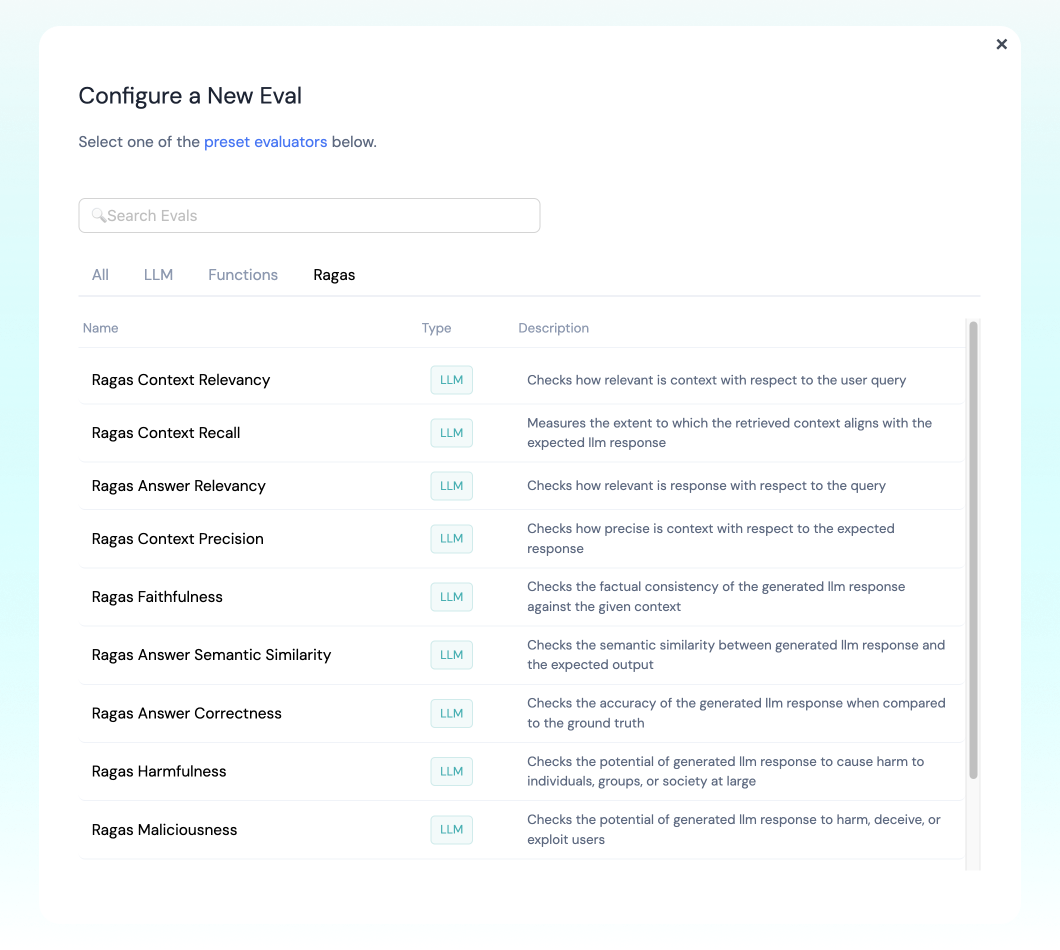 ×
Configure a New Eval
Select one of the preset evaluators below.
🔍Search Evals
All LLM Functions Ragas
Name Type Description
Ragas Context Relevancy LLM Checks how relevant is context with respect to the user query
Ragas Context Recall LLM Measures the extent to which the retrieved context aligns with the
expected llm response
Ragas Answer Relevancy LLM Checks how relevant is response with respect to the query
Ragas Context Precision LLM Checks how precise is context with respect to the expected
response
Ragas Faithfulness LLM Checks the factual consistency of the generated llm response
against the given context
Ragas Answer Semantic Similarity LLM Checks the semantic similarity between generated llm response and
the expected output
Ragas Answer Correctness LLM Checks the accuracy of the generated llm response when compared
to the ground truth
Ragas Harmfulness LLM Checks the potential of generated llm response to cause harm to
individuals, groups, or society at large
Ragas Maliciousness LLM Checks the potential of generated llm response to harm, deceive, or
exploit users